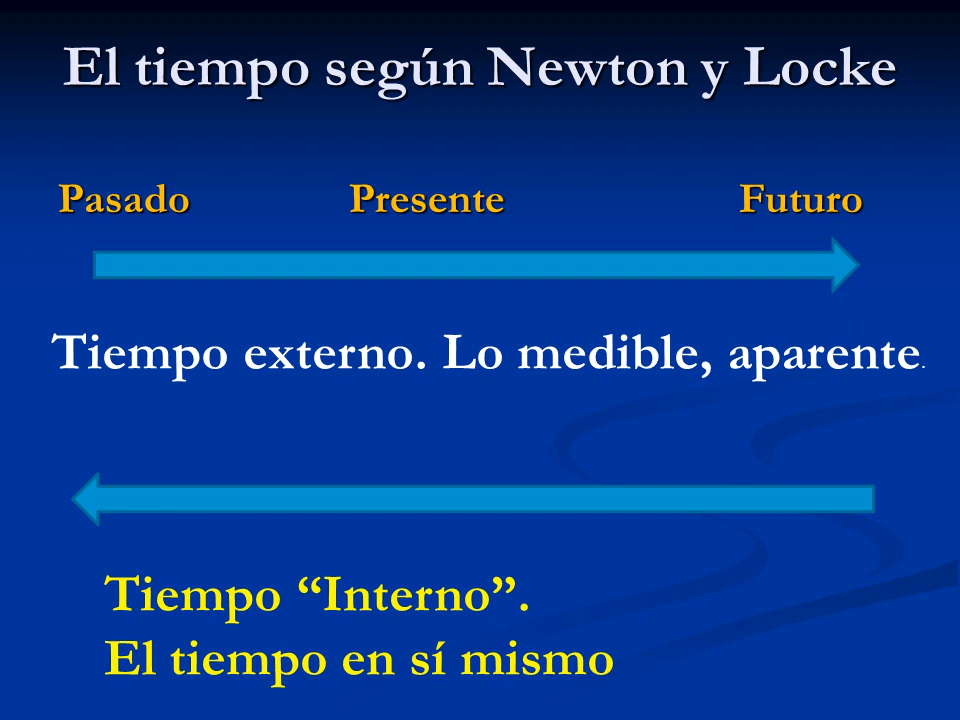 El tiempo según Newton y Locke
Pasado Presente Futuro
Tiempo externo. Lo medible, aparente.
Tiempo “Interno”.
El tiempo en sí mismo